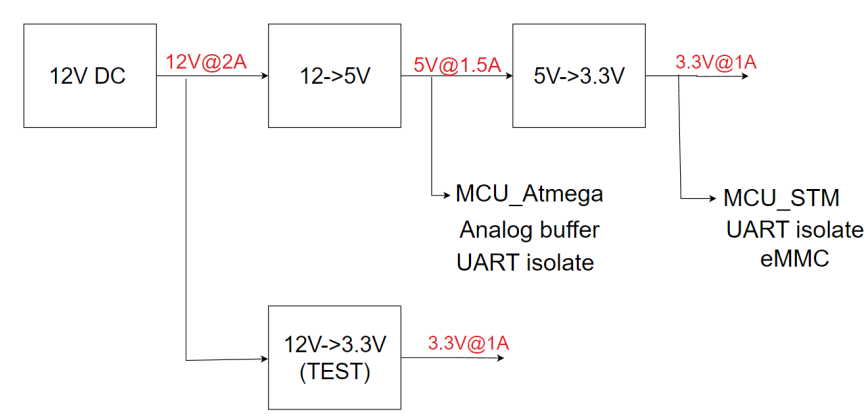 12V DC
12V@2A
12->5V
5V@1.5A
5V->3.3V
3.3V@1A
MCU_Atmega
Analog buffer
UART isolate
MCU_STM
UART isolate
eMMC
12V->3.3V
(TEST)
3.3V@1A